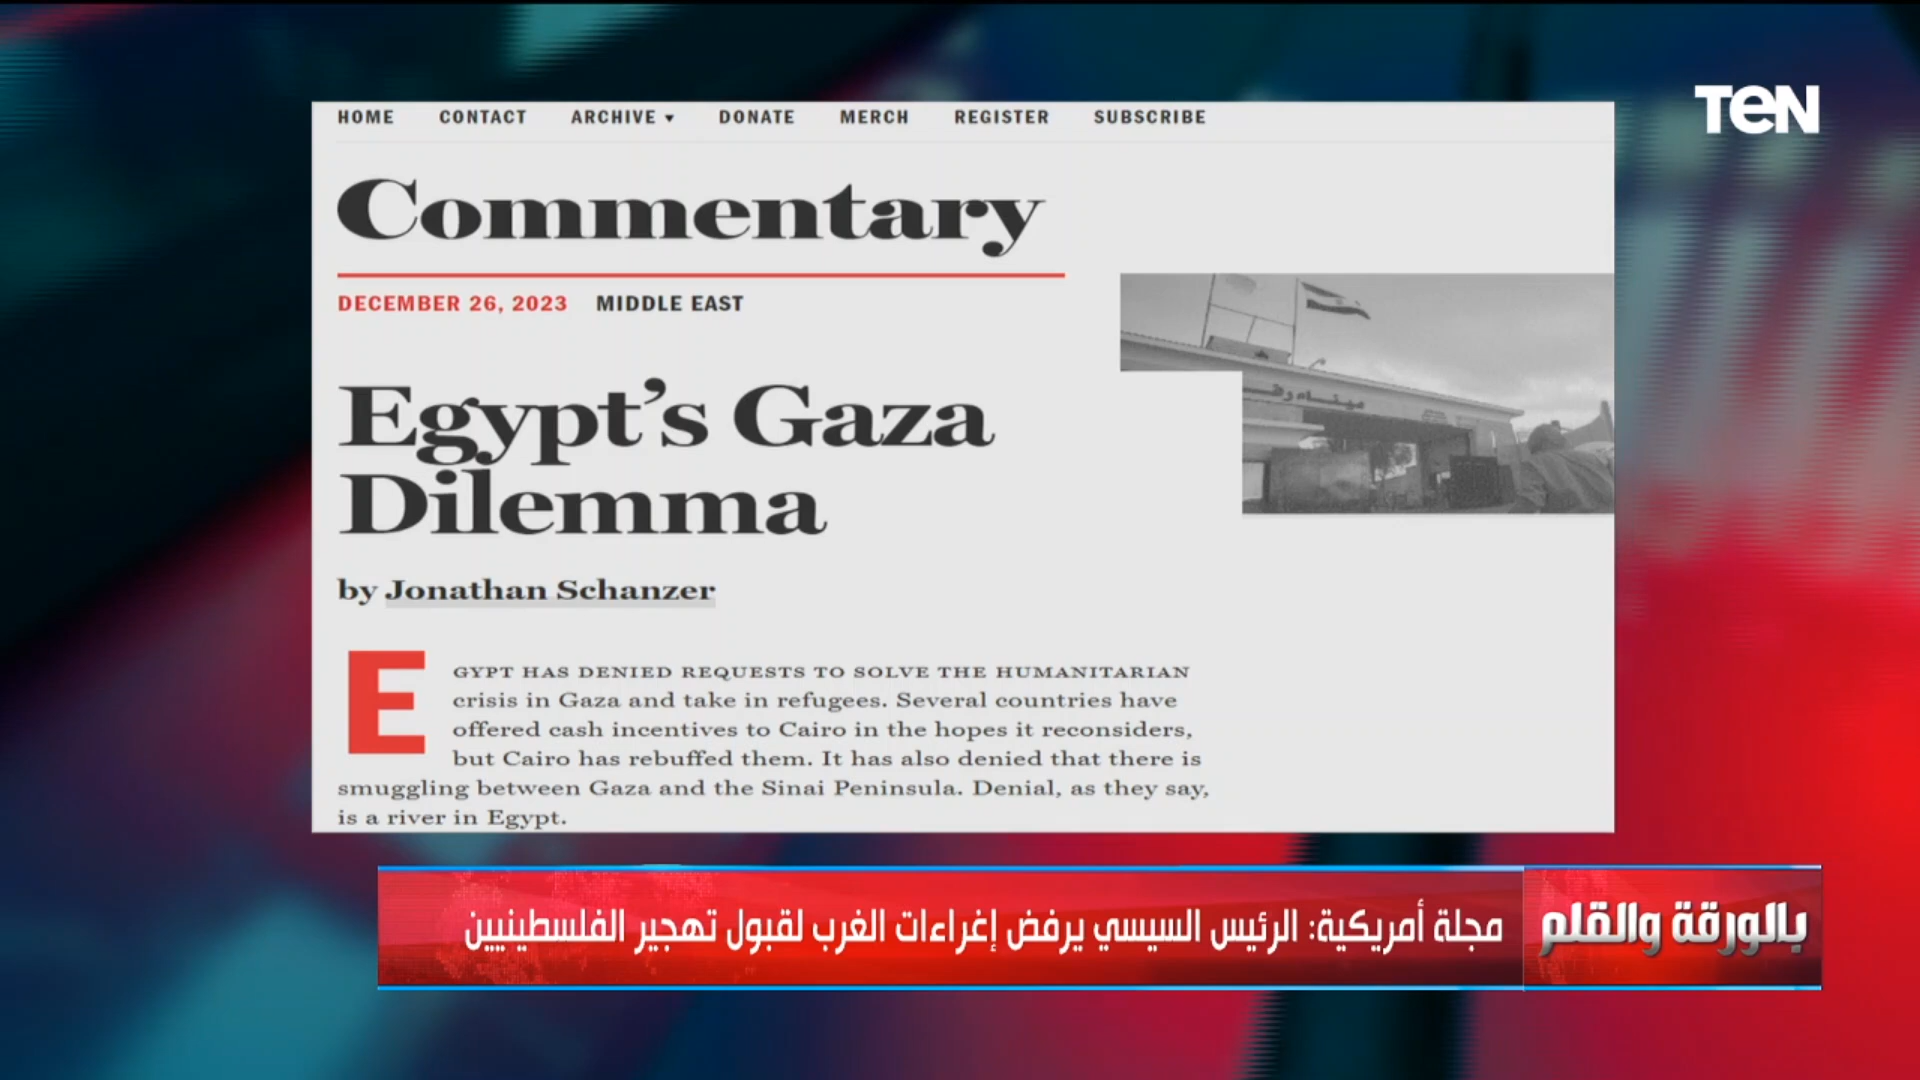 TeN
HOME CONTACT ARCHIVE ▾ DONATE MERCH REGISTER SUBSCRIBE
Commentary
DECEMBER 26, 2023 MIDDLE EAST
Egypt’s Gaza
Dilemma
by Jonathan Schanzer
EGYPT HAS DENIED REQUESTS TO SOLVE THE HUMANITARIAN
crisis in Gaza and take in refugees. Several countries have
offered cash incentives to Cairo in the hopes it reconsiders,
but Cairo has rebuffed them. It has also denied that there is
smuggling between Gaza and the Sinai Peninsula. Denial, as they say,
is a river in Egypt.
بالورقة والقلم
مجلة أمريكية: الرئيس السيسي يرفض إغراءات الغرب لقبول تهجير الفلسطينيين